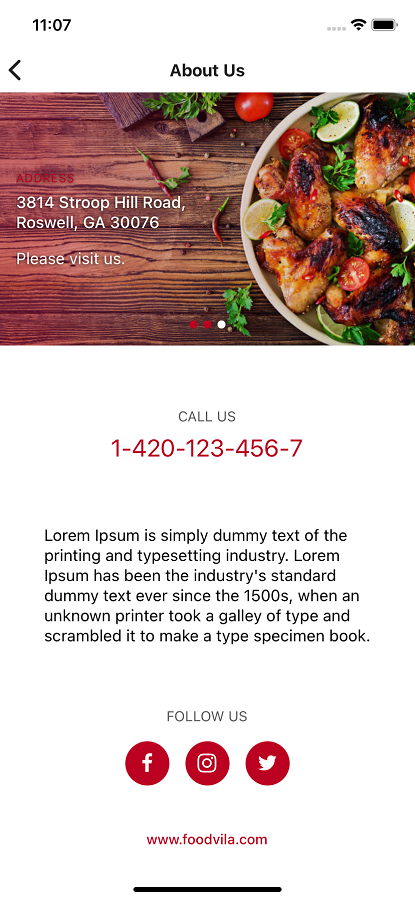 11:07
About Us
ADDRESS
3814 Stroop Hill Road,
Roswell, GA 30076
Please visit us.
CALL US
1-420-123-456-7
Lorem Ipsum is simply dummy text of the
printing and typesetting industry. Lorem
Ipsum has been the industry's standard
dummy text ever since the 1500s, when an
unknown printer took a galley of type and
scrambled it to make a type specimen book.
FOLLOW US
www.foodvila.com